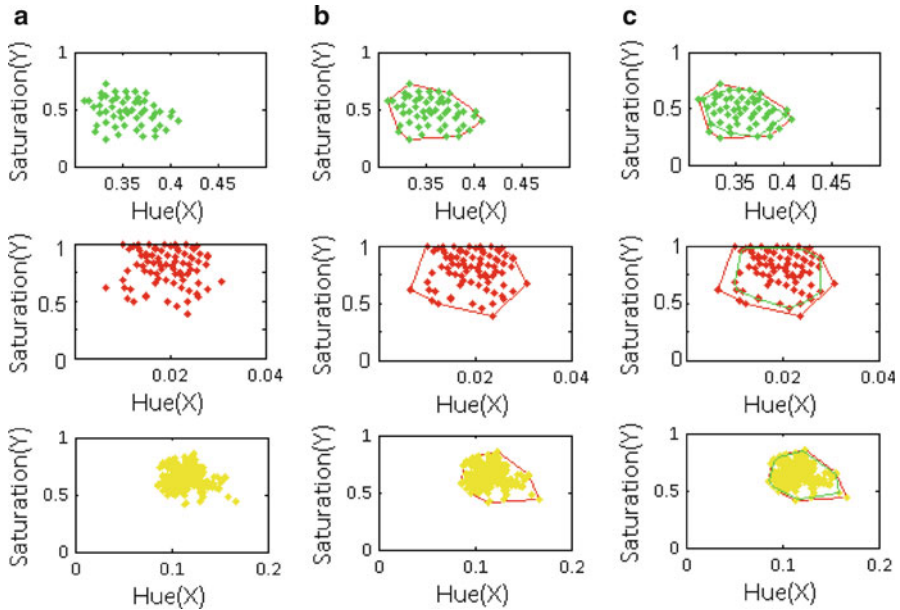 a b c
Saturation(Y) 1 0.5 0 0.35 0.4 0.45 Hue(X)
Saturation(Y) 1 0.5 0 0.35 0.4 0.45 Hue(X)
Saturation(Y) 1 0.5 0 0.35 0.4 0.45 Hue(X)
Saturation(Y) 1 0.5 0 0.02 0.04 Hue(X)
Saturation(Y) 1 0.5 0 0.02 0.04 Hue(X)
Saturation(Y) 1 0.5 0 0.02 0.04 Hue(X)
Saturation(Y) 1 0.5 0 0.1 0.2 Hue(X)
Saturation(Y) 1 0.5 0 0.1 0.2 Hue(X)
Saturation(Y) 1 0.5 0 0.1 0.2 Hue(X)